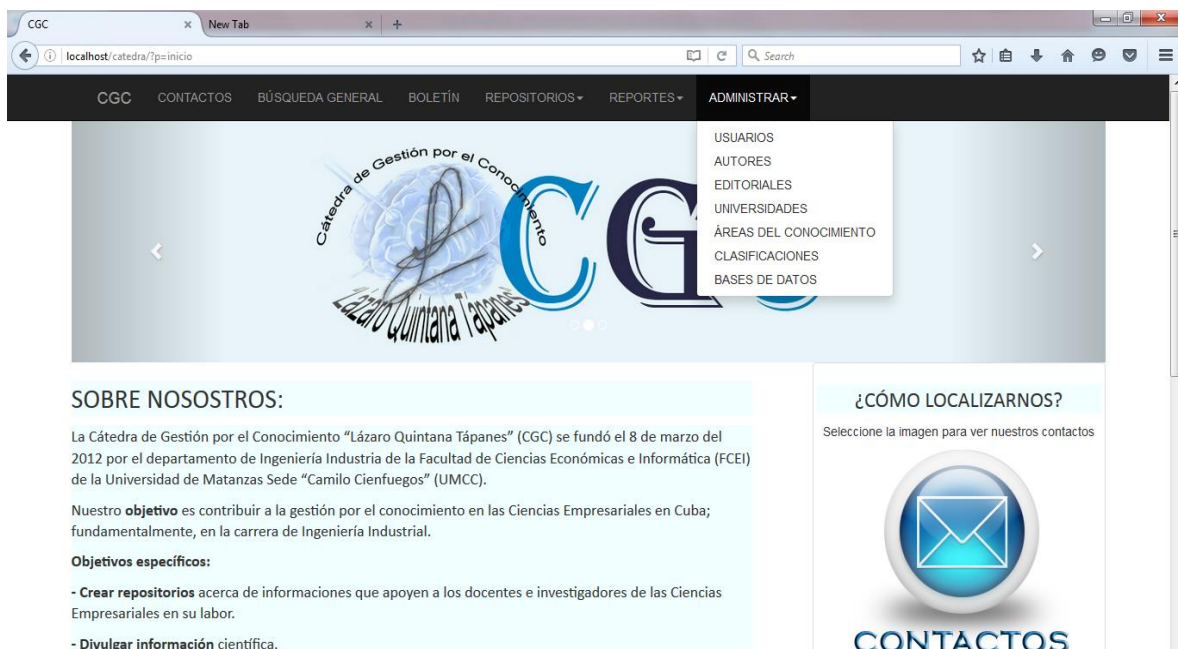 CGC
New Tab
localhost/catedra/?p=inicio
Search
CGC CONTACTOS BÚSQUEDA GENERAL BOLETÍN REPOSITORIOS REPORTES ADMINISTRAR
USUARIOS
AUTORES
EDITORIALES
UNIVERSIDADES
ÁREAS DEL CONOCIMIENTO
CLASIFICACIONES
BASES DE DATOS
Cátedra de Gestión por el Conocimiento
Lázaro Quintana Tápanes
CG
SOBRE NOSOSTROS:
La Cátedra de Gestión por el Conocimiento “Lázaro Quintana Tápanes” (CGC) se fundó el 8 de marzo del
2012 por el departamento de Ingeniería Industria de la Facultad de Ciencias Económicas e Informática (FCEI)
de la Universidad de Matanzas Sede “Camilo Cienfuegos” (UMCC).
Nuestro objetivo es contribuir a la gestión por el conocimiento en las Ciencias Empresariales en Cuba;
fundamentalmente, en la carrera de Ingeniería Industrial.
Objetivos específicos:
- Crear repositorios acerca de informaciones que apoyen a los docentes e investigadores de las Ciencias
Empresariales en su labor.
- Divulgar información científica.
¿CÓMO LOCALIZARNOS?
Seleccione la imagen para ver nuestros contactos
CONTACTOS